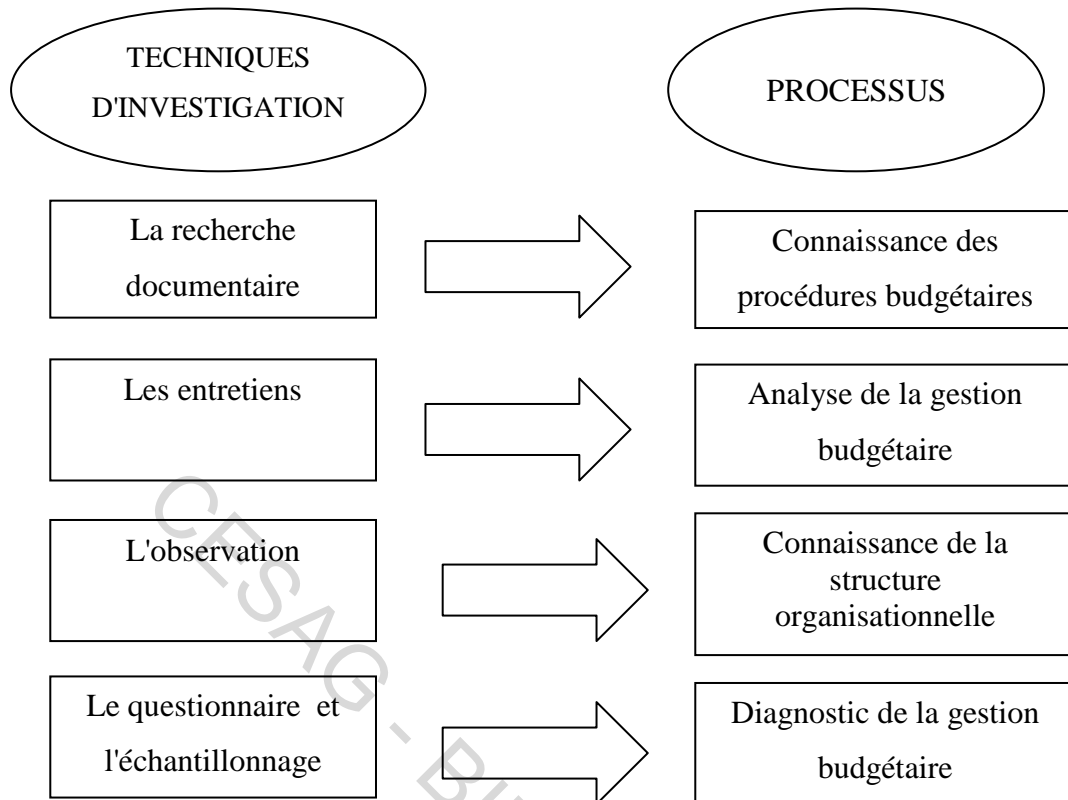 TECHNIQUES
D'INVESTIGATION
PROCESSUS
La recherche
documentaire
Connaissance des
procédures budgétaires
Les entretiens
Analyse de la gestion
budgétaire
L'observation
Connaissance de la
structure
organisationnelle
Le questionnaire et
l'échantillonnage
Diagnostic de la gestion
budgétaire
CESAG -